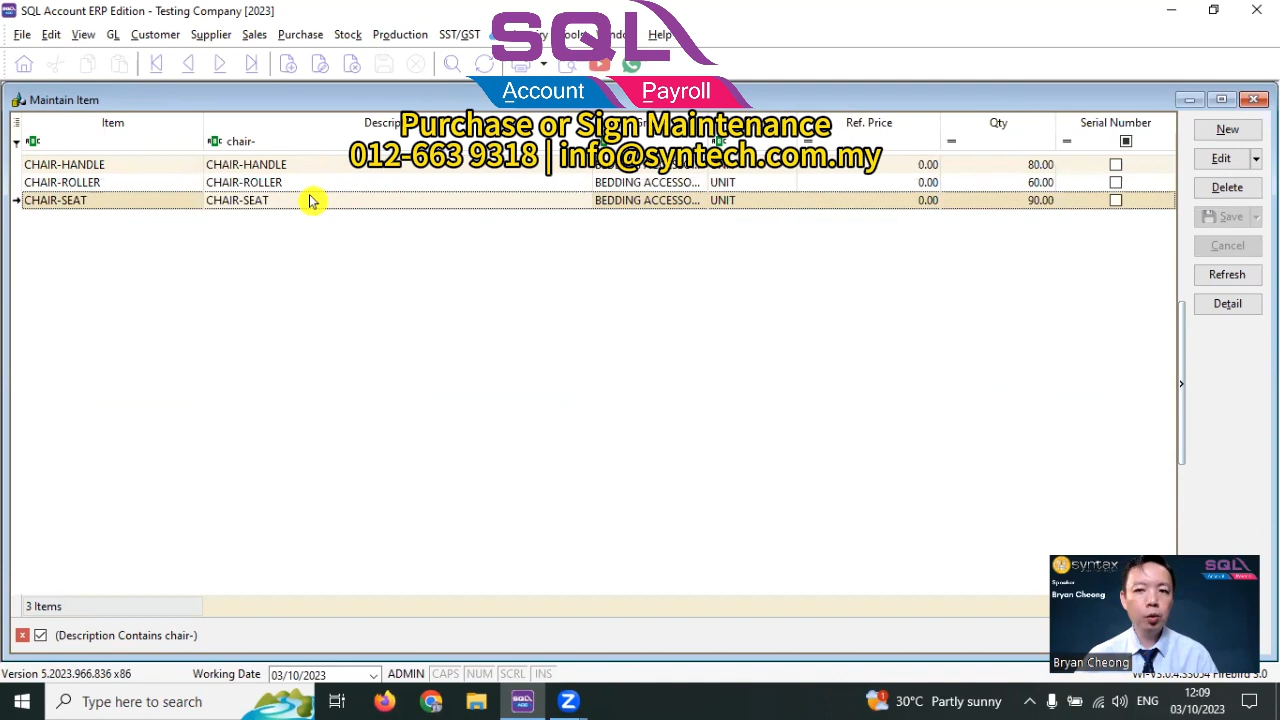 SQL Account ERP Edition - Testing Company [2023]
File Edit View GL Customer Supplier Sales Purchase Stock Production SST/GST Help
SQL
Account Payroll
Maintain Item
Purchase or Sign Maintenance
012-663 9318 | info@syntech.com.my
Item Descrip Ref. Price Qty Serial Number
chair-
CHAIR-HANDLE CHAIR-HANDLE 0.00 80.00
CHAIR-ROLLER CHAIR-ROLLER BEDDING ACCESSO... UNIT 0.00 60.00
CHAIR-SEAT CHAIR-SEAT BEDDING ACCESSO... UNIT 0.00 90.00
New
Edit
Delete
Save
Cancel
Refresh
Detail
3 Items
(Description Contains chair-)
syntax SQL
Account
Speaker
Bryan Cheong
Bryan Cheong
Version 5.2023.966.836 x86 Working Date 03/10/2023 ADMIN CAPS NUM SCRL INS
Type here to search SQL ACC 30°C Partly sunny ENG 12:09
03/10/2023